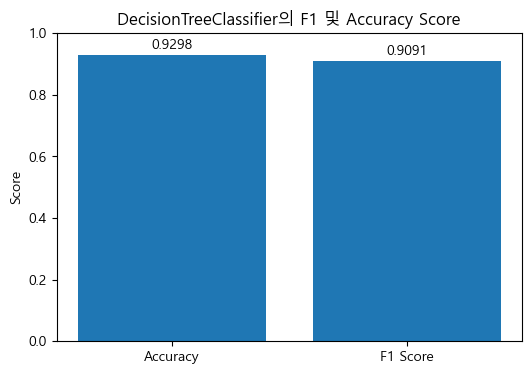 DecisionTreeClassifier의 F1 및 Accuracy Score
1.0
0.8
0.6
0.4
0.2
0.0
Score
0.9298
0.9091
Accuracy
F1 Score